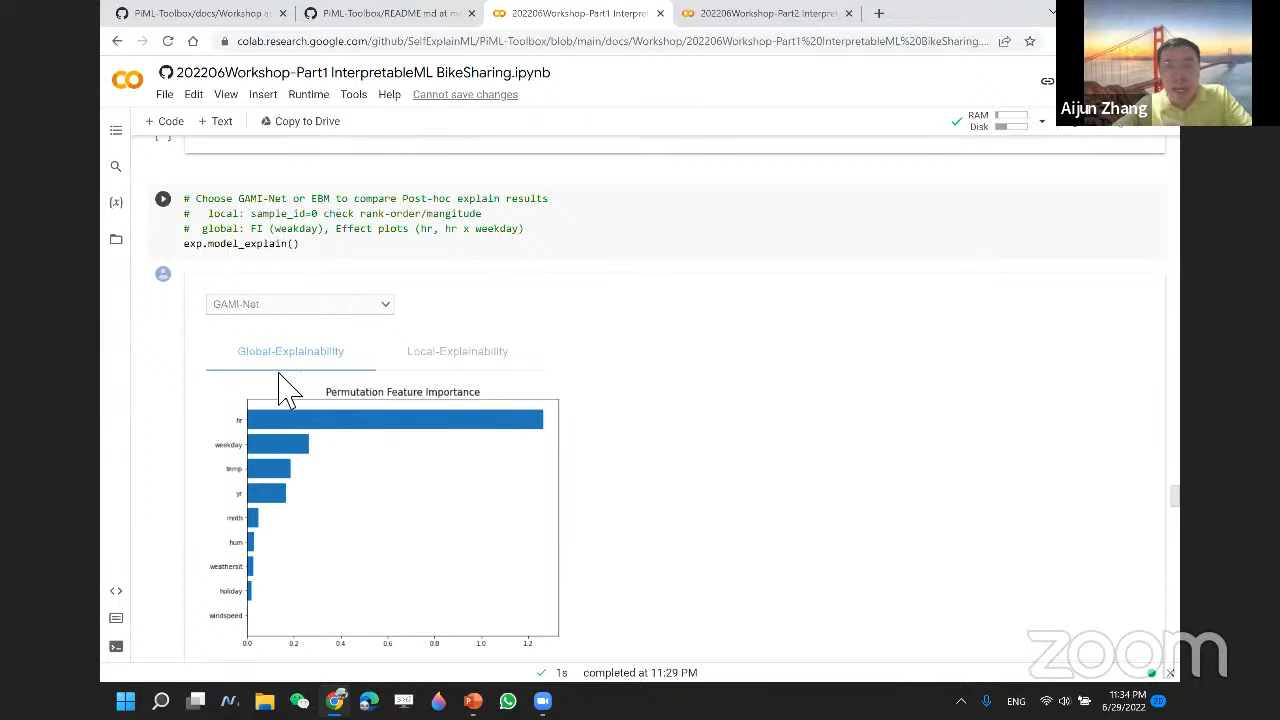 PiML-Toolbox/docs/Workshop a
PiML-Toolbox/README.md at m
202206Workshop-Part1 Interpret
202206Workshop-Part2 Interpret
colab.research.google.com/github/SelfExplainML/PiML-Toolbox/blob/main/docs/Workshop/202206Workshop-Part1%20InterpretableML%20BikeSharing....
202206Workshop-Part1 InterpretableML BikeSharing.ipynb
File Edit View Insert Runtime Tools Help Cannot save changes
+ Code + Text Copy to Drive
RAM
Disk
Aijun Zhang
# Choose GAMI-Net or EBM to compare Post-hoc explain results
# local: sample_id=0 check rank-order/mangitude
# global: FI (weakday), Effect plots (hr, hr x weekday)
exp.model_explain()
GAMI-Net
Global-Explainability Local-Explainability
Permutation Feature Importance
hr
weekday
temp
yr
mnth
hum
weathersit
holiday
windspeed
0.0 0.2 0.4 0.6 0.8 1.0 1.2
zoom
1s completed at 11:29 PM
ENG
11:34 PM
6/29/2022
20